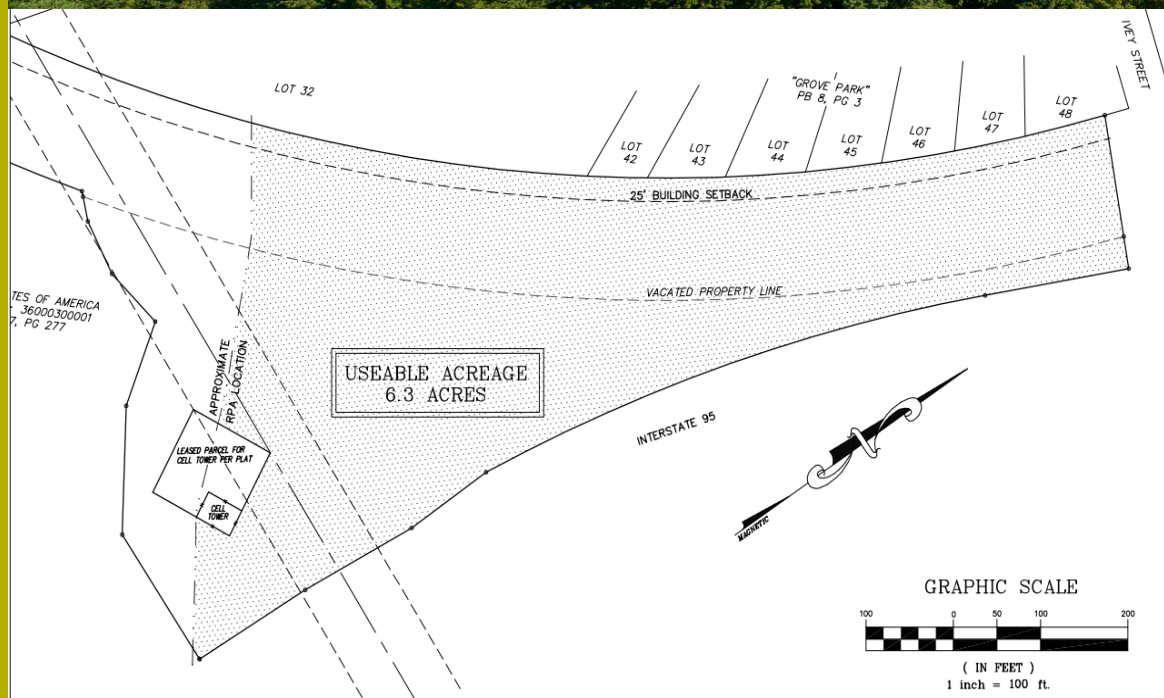 IVEY STREET
LOT 32
"GROVE PARK"
PB 8, PG 3
LOT
42
LOT
43
LOT
44
LOT
45
LOT
46
LOT
47
LOT
48
25' BUILDING SETBACK
VACATED PROPERTY LINE
TES OF AMERICA
36000300001
7, PG 277
APPROXIMATE
RPA LOCATION
USEABLE ACREAGE
6.3 ACRES
INTERSTATE 95
LEASED PARCEL FOR
CELL TOWER PER PLAT
CELL
TOWER
N
MAGNETIC
GRAPHIC SCALE
100 0 50 100 200
( IN FEET )
1 inch = 100 ft.